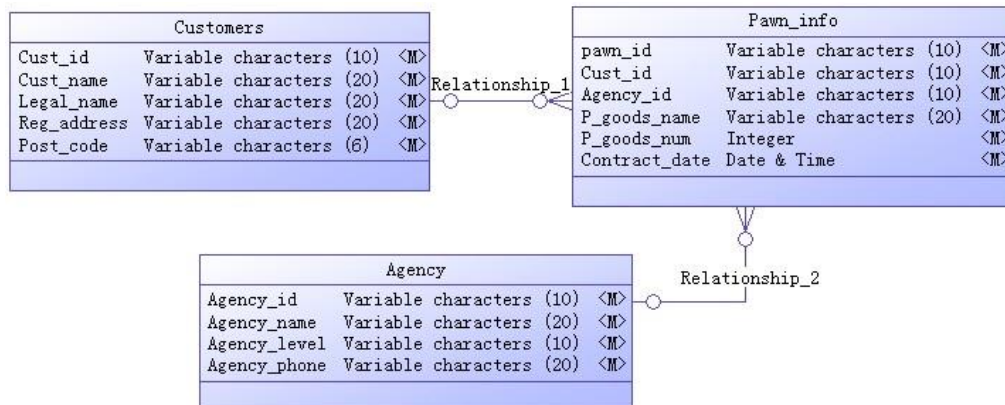 Customers
Cust_id Variable characters (10) <M>
Cust_name Variable characters (20) <M>
Legal_name Variable characters (20) <M>
Reg_address Variable characters (20) <M>
Post_code Variable characters (6) <M>
Relationship_1
Pawn_info
pawn_id Variable characters (10) <M>
Cust_id Variable characters (10) <M>
Agency_id Variable characters (10) <M>
P_goods_name Variable characters (20) <M>
P_goods_num Integer <M>
Contract_date Date & Time <M>
Relationship_2
Agency
Agency_id Variable characters (10) <M>
Agency_name Variable characters (20) <M>
Agency_level Variable characters (10) <M>
Agency_phone Variable characters (20) <M>